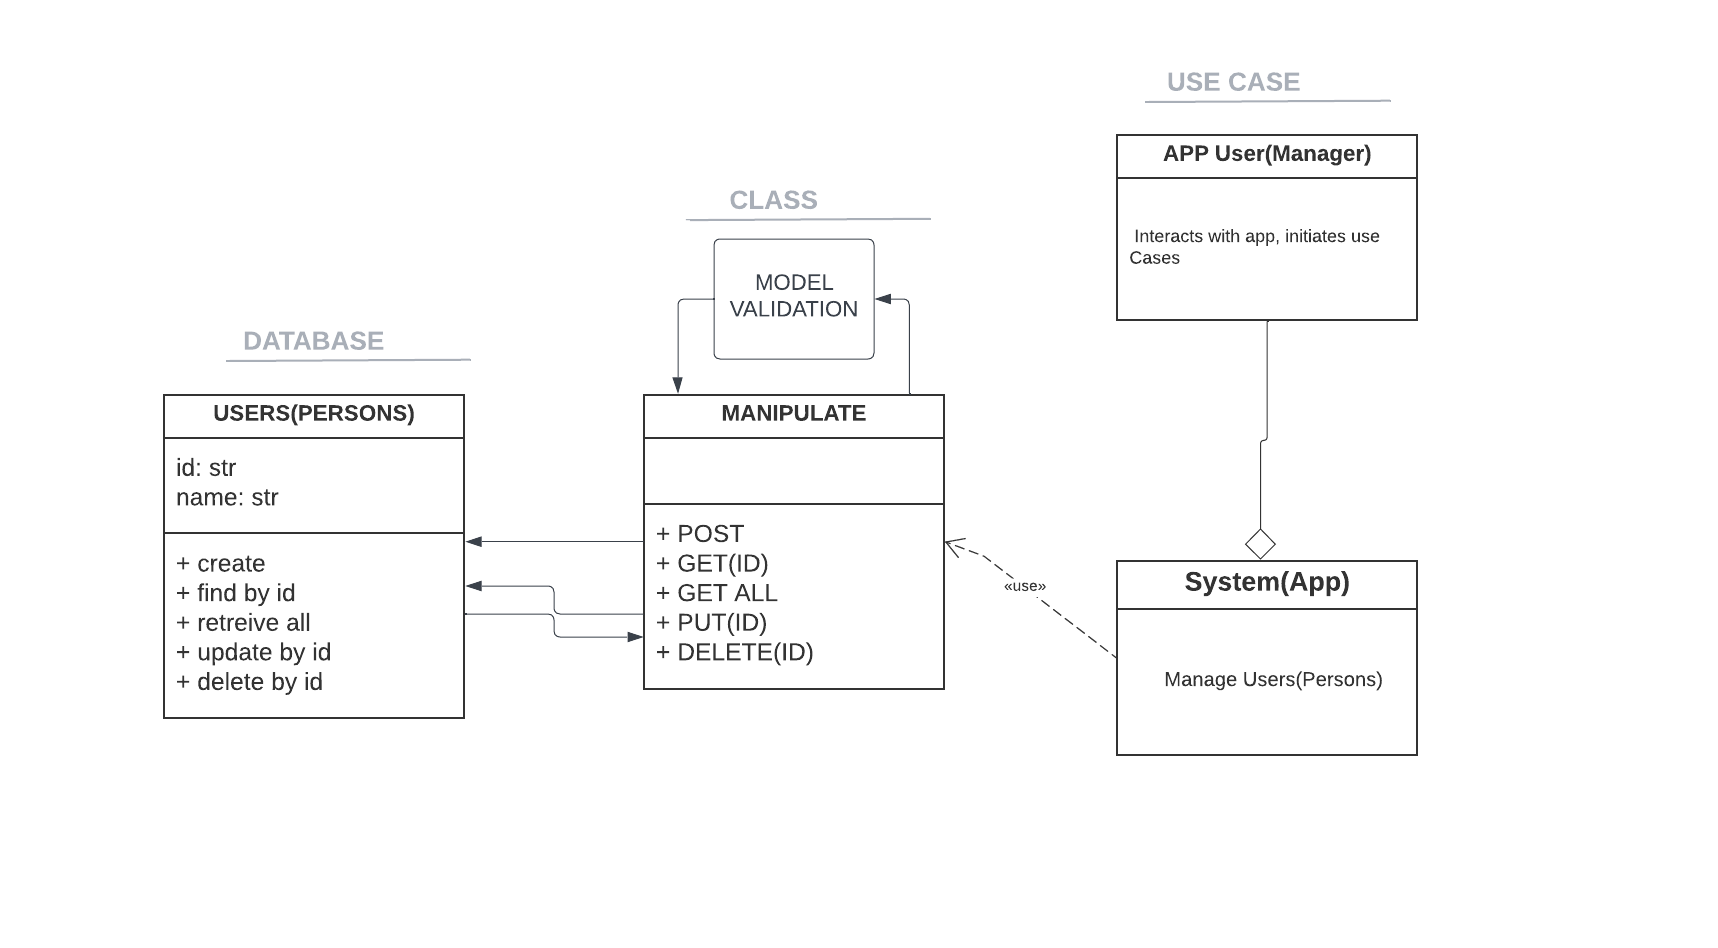 USE CASE
APP User(Manager)
Interacts with app, initiates use
Cases
CLASS
MODEL
VALIDATION
DATABASE
USERS(PERSONS)
id: str
name: str
+ create
+ find by id
+ retreive all
+ update by id
+ delete by id
MANIPULATE
+ POST
+ GET(ID)
+ GET ALL
+ PUT(ID)
+ DELETE(ID)
«use»
System(App)
Manage Users(Persons)